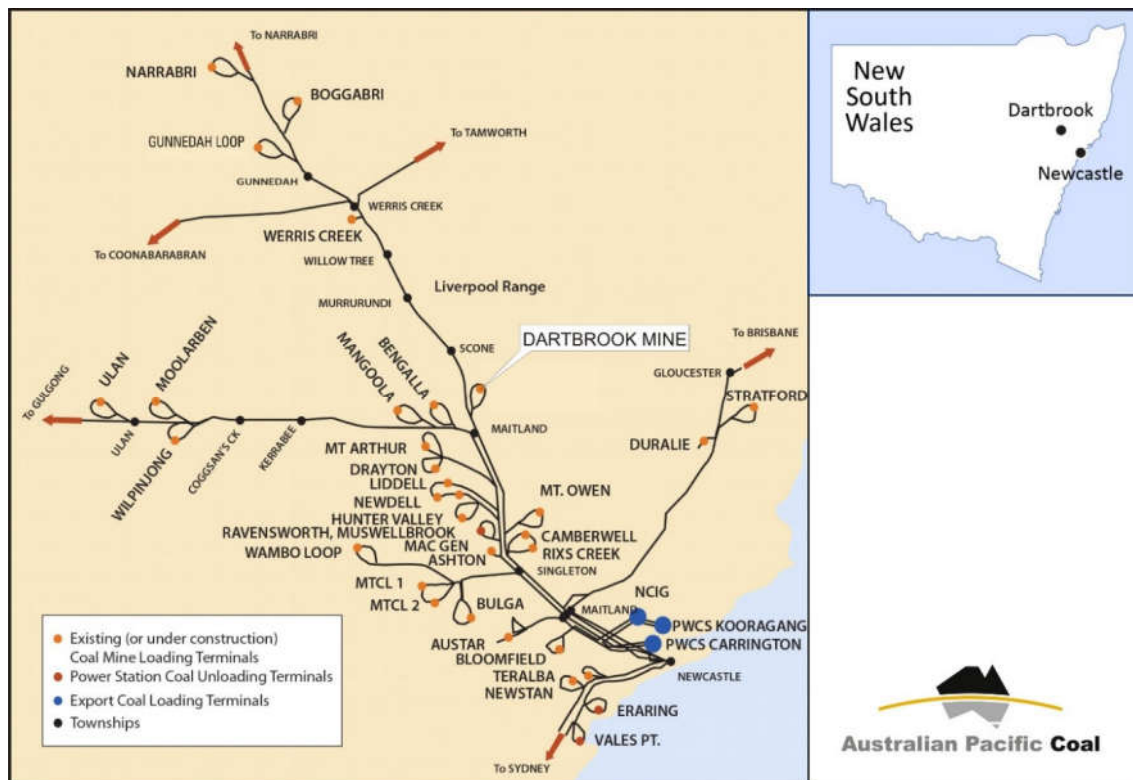 To NARRABRI
NARRABRI
BOGGABRI
GUNNEDAH LOOP
To TAMWORTH
GUNNEDAH
WERRIS CREEK
WERRIS CREEK
To COONABARABRAN
WILLOW TREE
Liverpool Range
MURRURUNDI
DARTBROOK MINE
SCONE
To BRISBANE
GLOUCESTER
STRATFORD
DURALIE
BENGALLA
MANGOOLA
MOOLARBEN
ULAN
To GULGONG
ULAN
WILPINJONG
COGGSAN'S CK
KERRABEE
MAITLAND
MT ARTHUR
DRAYTON
LIDDELL
NEWDELL
MT. OWEN
HUNTER VALLEY
RAVENSWORTH, MUSWELLBROOK
CAMBERWELL
WAMBO LOOP
MAC GEN
RIXS CREEK
ASHTON
SINGLETON
MTCL 1
MTCL 2
BULGA
NCIG
MAITLAND
PWCS KOORAGANG
AUSTAR
PWCS CARRINGTON
BLOOMFIELD
TERALBA
NEWCASTLE
NEWSTAN
ERARING
VALES PT.
To SYDNEY
Existing (or under construction)
Coal Mine Loading Terminals
Power Station Coal Unloading Terminals
Export Coal Loading Terminals
Townships
New
South
Wales
Dartbrook
Newcastle
Australian Pacific Coal